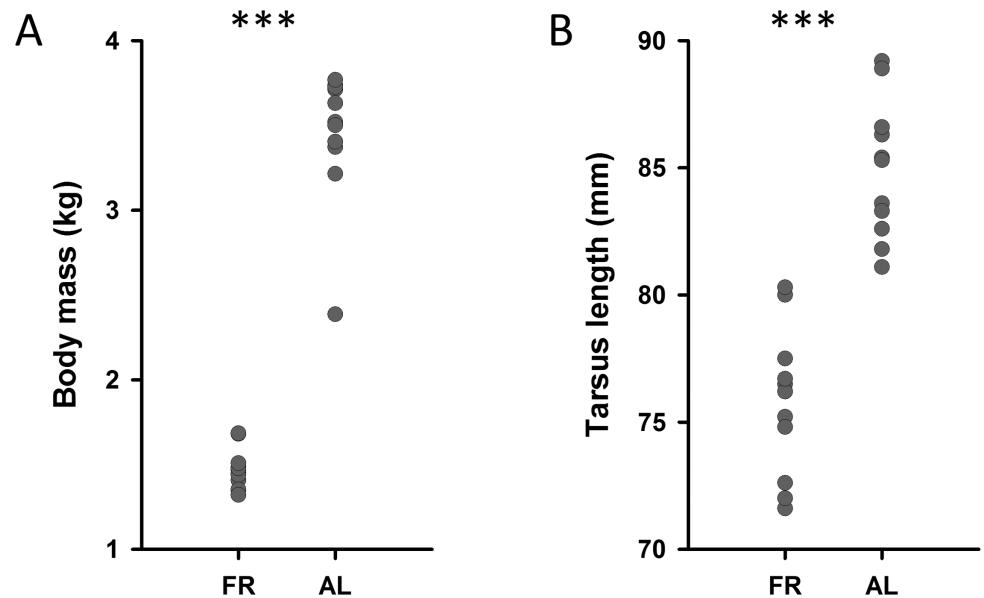 A
***
4
3
2
1
Body mass (kg)
FR AL
B
***
90
85
80
75
70
Tarsus length (mm)
FR AL